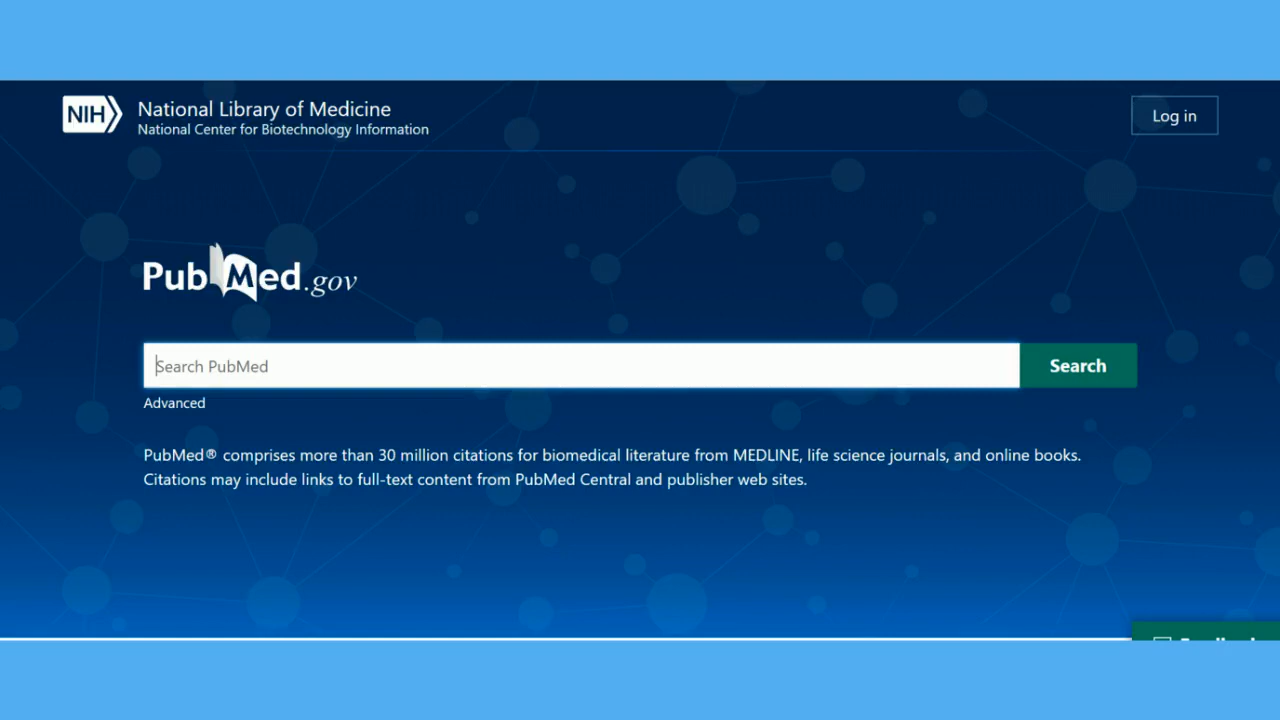 NIH
National Library of Medicine
National Center for Biotechnology Information
Log in
PubMed.gov
Search PubMed
Search
Advanced
PubMed® comprises more than 30 million citations for biomedical literature from MEDLINE, life science journals, and online books.
Citations may include links to full-text content from PubMed Central and publisher web sites.